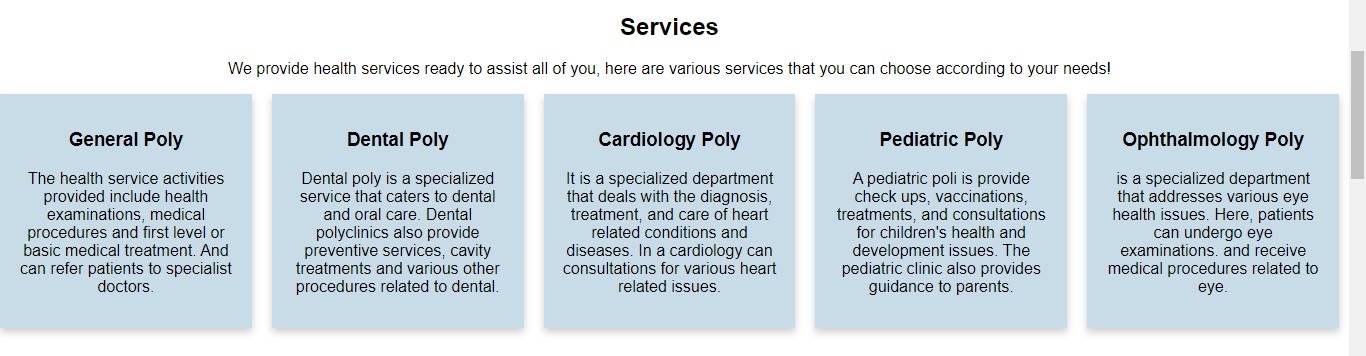 Services
We provide health services ready to assist all of you, here are various services that you can choose according to your needs!
General Poly
The health service activities
provided include health
examinations, medical
procedures and first level or
basic medical treatment. And
can refer patients to specialist
doctors.
Dental Poly
Dental poly is a specialized
service that caters to dental
and oral care. Dental
polyclinics also provide
preventive services, cavity
treatments and various other
procedures related to dental.
Cardiology Poly
It is a specialized department
that deals with the diagnosis,
treatment, and care of heart
related conditions and
diseases. In a cardiology can
consultations for various heart
related issues.
Pediatric Poly
A pediatric poli is provide
check ups, vaccinations,
treatments, and consultations
for children's health and
development issues. The
pediatric clinic also provides
guidance to parents.
Ophthalmology Poly
is a specialized department
that addresses various eye
health issues. Here, patients
can undergo eye
examinations. and receive
medical procedures related to
eye.